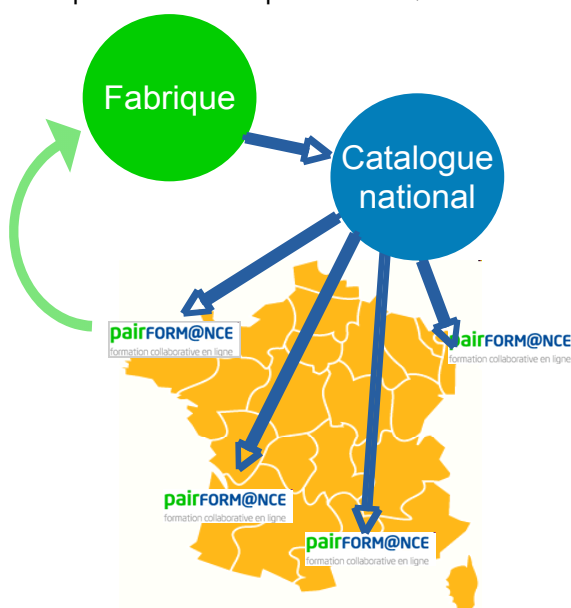 Fabrique
Catalogue
national
pairFORM@NCE
formation collaborative en ligne
pairFORM@NCE
formation collaborative en ligne
pairFORM@NCE
formation collaborative en ligne
pairFORM@NCE
formation collaborative en ligne